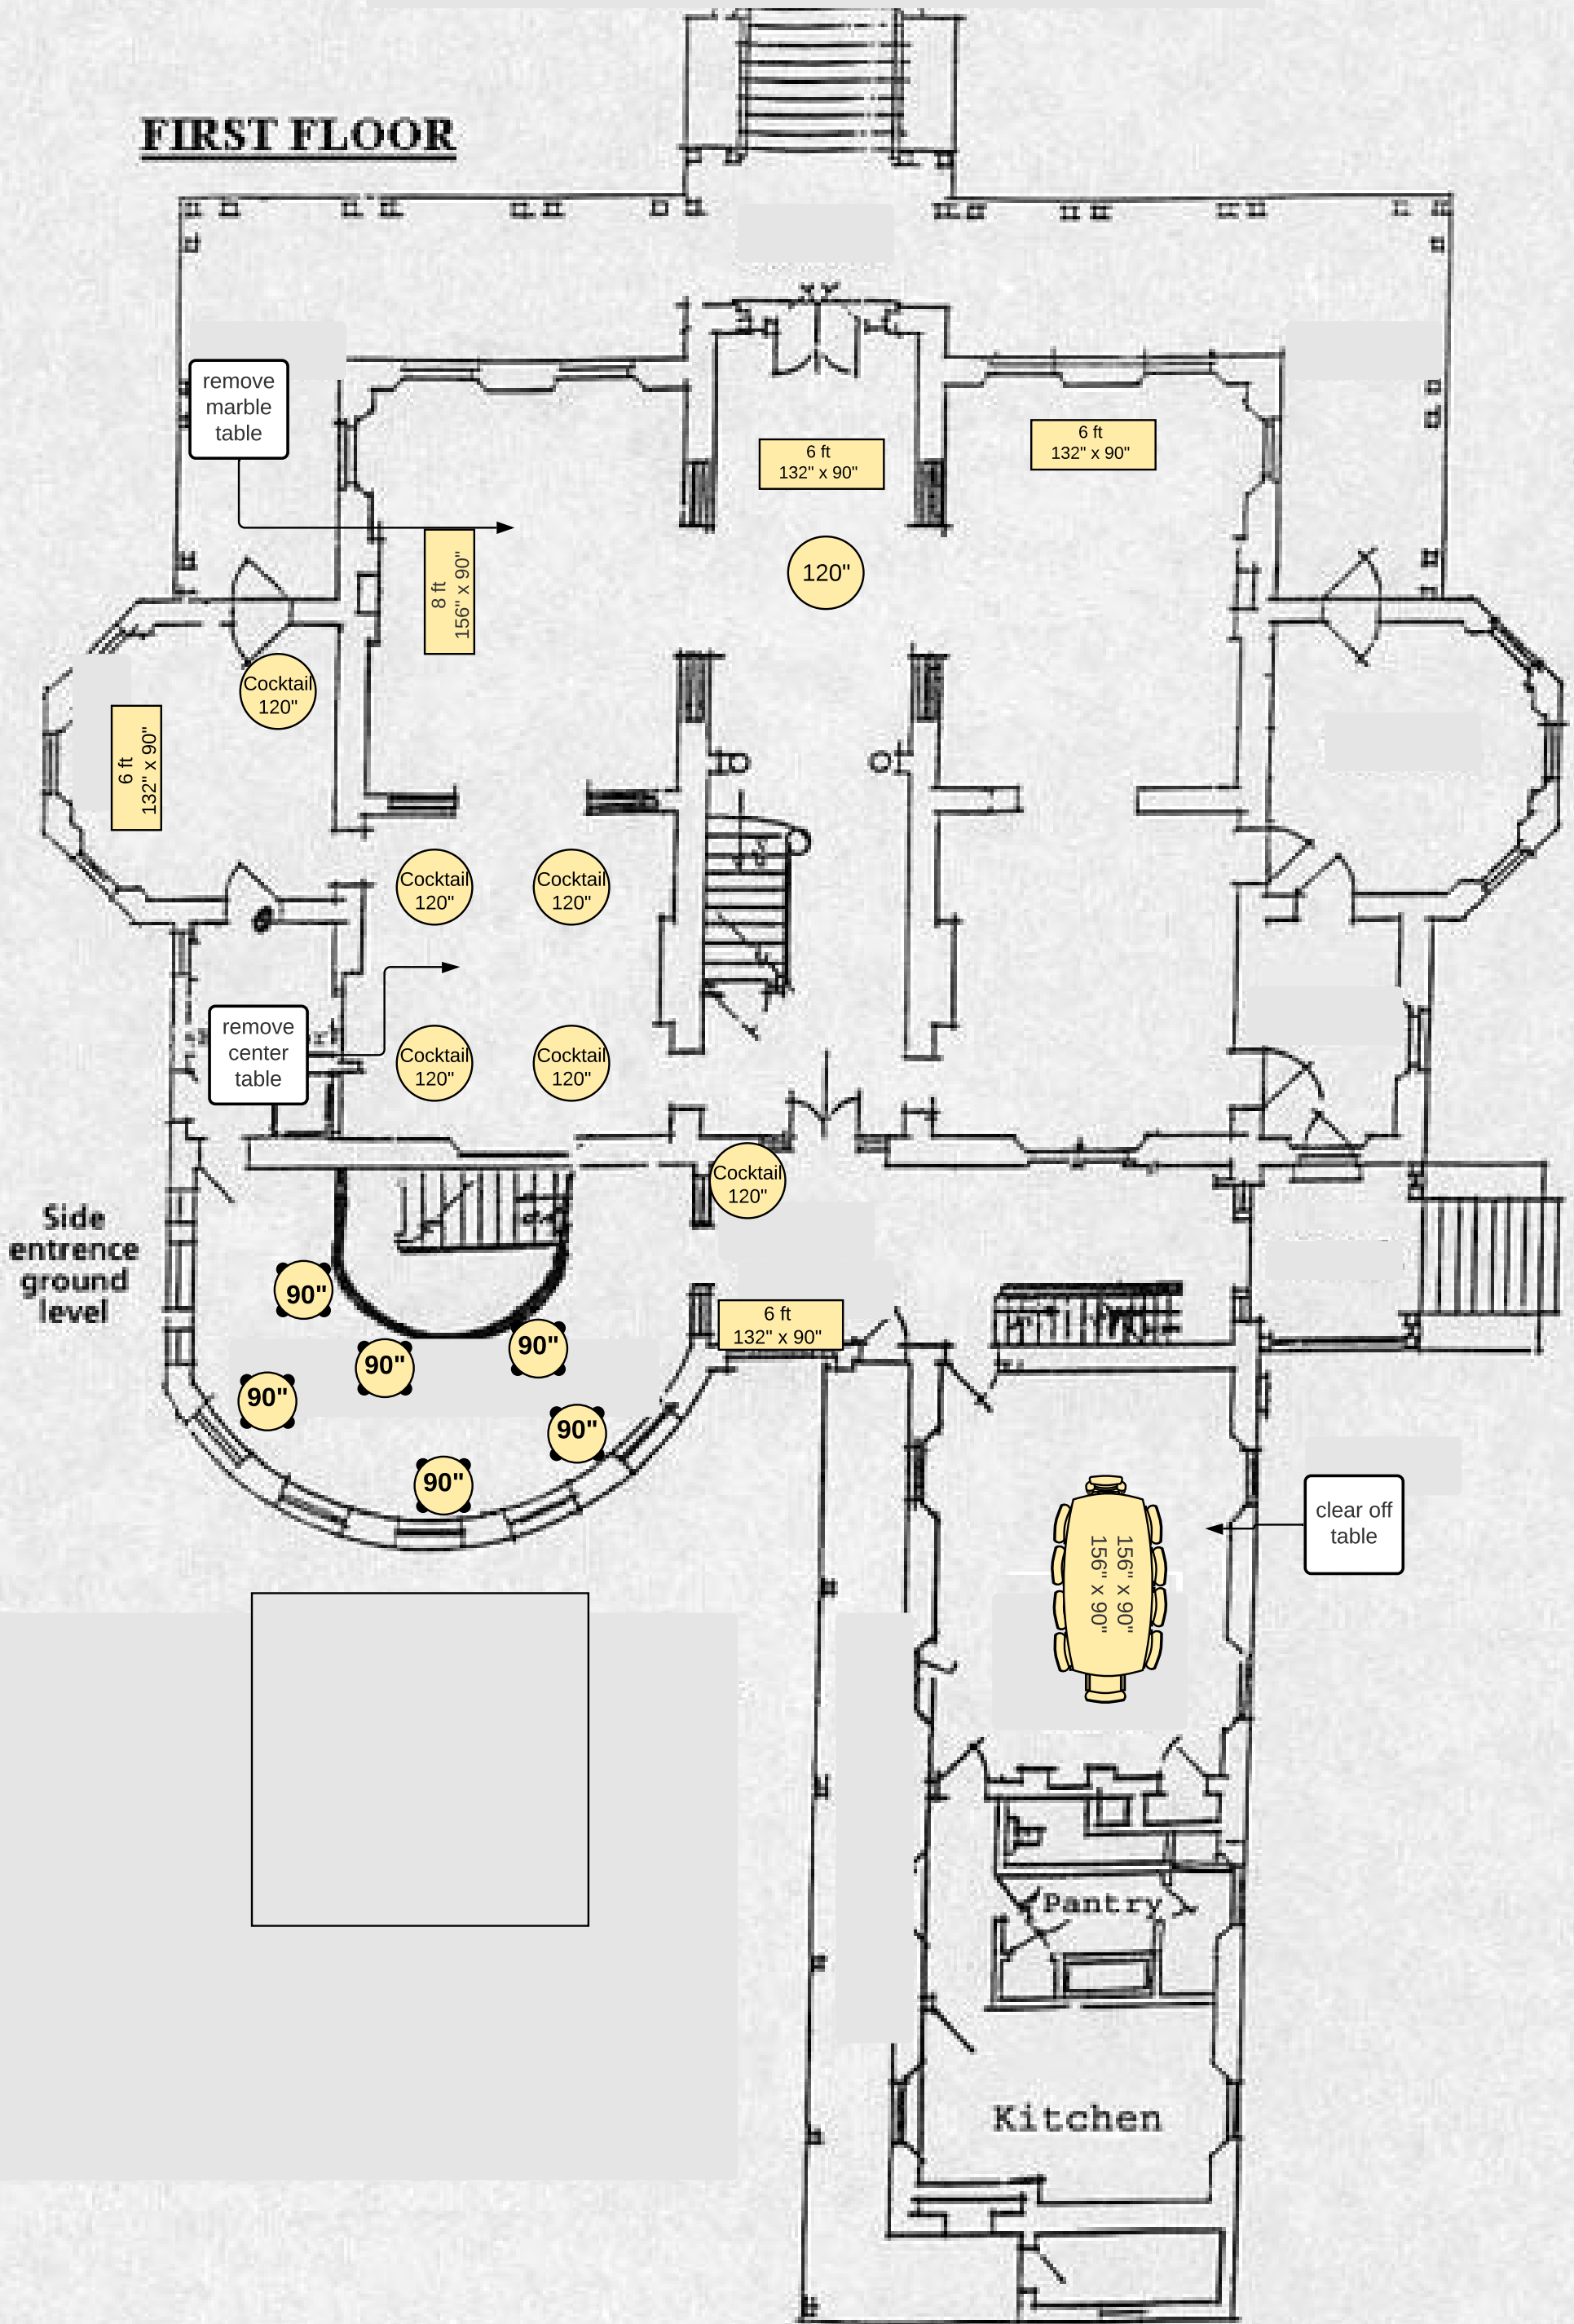 FIRST FLOOR
remove
marble
table
6 ft
132" x 90"
6 ft
132" x 90"
8 ft
156" x 90"
120"
Cocktail
120"
6 ft
132" x 90"
Cocktail
120"
Cocktail
120"
remove
center
table
Cocktail
120"
Cocktail
120"
Cocktail
120"
Side
entrence
ground
level
90"
6 ft
132" x 90"
90"
90"
90"
90"
90"
clear off
table
156" x 90"
156" x 90"
Pantry
Kitchen